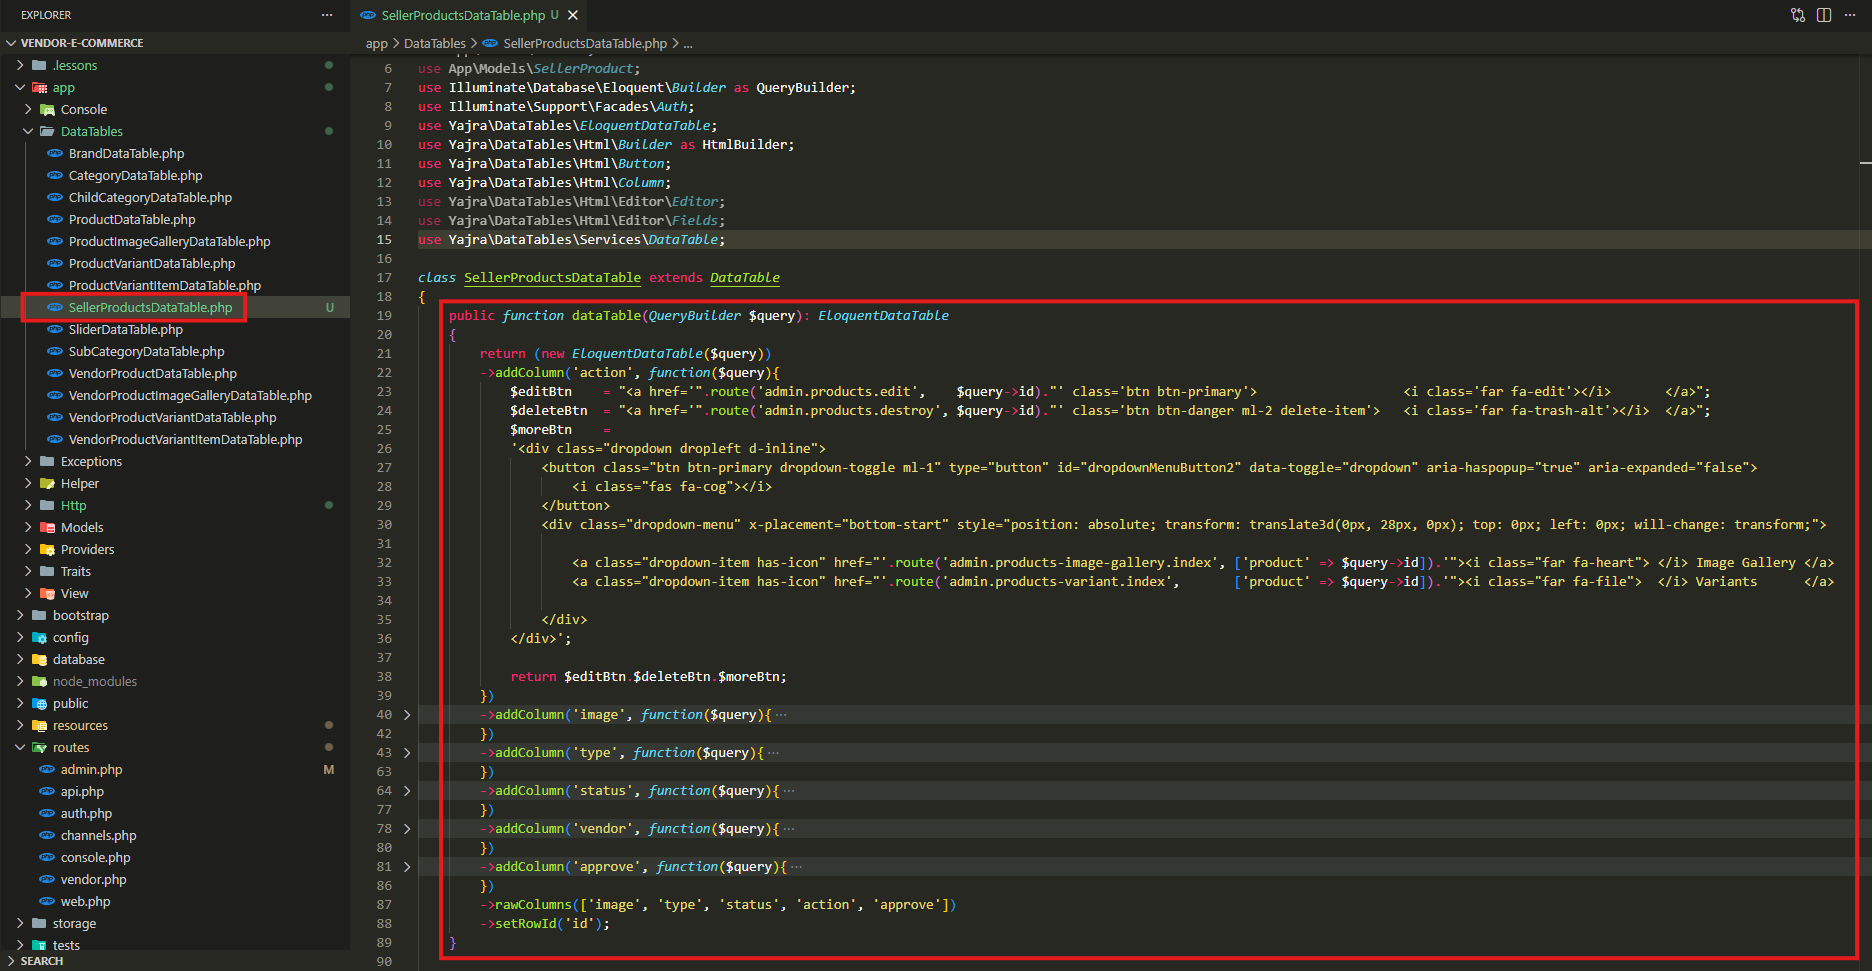 EXPLORER
VENDOR-E-COMMERCE
.lessons
app
Console
DataTables
BrandDataTable.php
CategoryDataTable.php
ChildCategoryDataTable.php
ProductDataTable.php
ProductImageGalleryDataTable.php
ProductVariantDataTable.php
ProductVariantItemDataTable.php
SellerProductsDataTable.php U
SliderDataTable.php
SubCategoryDataTable.php
VendorProductDataTable.php
VendorProductImageGalleryDataTable.php
VendorProductVariantDataTable.php
VendorProductVariantItemDataTable.php
Exceptions
Helper
Http
Models
Providers
Traits
View
bootstrap
config
database
node_modules
public
resources
routes
admin.php M
api.php
auth.php
channels.php
console.php
vendor.php
web.php
storage
tests
SEARCH
SellerProductsDataTable.php U
app > DataTables > SellerProductsDataTable.php > ...
6 use App\Models\SellerProduct;
7 use Illuminate\Database\Eloquent\Builder as QueryBuilder;
8 use Illuminate\Support\Facades\Auth;
9 use Yajra\DataTables\EloquentDataTable;
10 use Yajra\DataTables\Html\Builder as HtmlBuilder;
11 use Yajra\DataTables\Html\Button;
12 use Yajra\DataTables\Html\Column;
13 use Yajra\DataTables\Html\Editor\Editor;
14 use Yajra\DataTables\Html\Editor\Fields;
15 use Yajra\DataTables\Services\DataTable;
16
17 class SellerProductsDataTable extends DataTable
18 {
19 public function dataTable(QueryBuilder $query): EloquentDataTable
20 {
21 return (new EloquentDataTable($query))
22 ->addColumn('action', function($query){
23 $editBtn = "<a href='".route('admin.products.edit', $query->id)."' class='btn btn-primary'> <i class='far fa-edit'></i> </a>";
24 $deleteBtn = "<a href='".route('admin.products.destroy', $query->id)."' class='btn btn-danger ml-2 delete-item'> <i class='far fa-trash-alt'></i> </a>";
25 $moreBtn =
26 '<div class="dropdown dropleft d-inline">
27 <button class="btn btn-primary dropdown-toggle ml-1" type="button" id="dropdownMenuButton2" data-toggle="dropdown" aria-haspopup="true" aria-expanded="false">
28 <i class="fas fa-cog"></i>
29 </button>
30 <div class="dropdown-menu" x-placement="bottom-start" style="position: absolute; transform: translate3d(0px, 28px, 0px); top: 0px; left: 0px; will-change: transform;">
31
32 <a class="dropdown-item has-icon" href="'.route('admin.products-image-gallery.index', ['product' => $query->id]).'"><i class="far fa-heart"> </i> Image Gallery </a>
33 <a class="dropdown-item has-icon" href="'.route('admin.products-variant.index', ['product' => $query->id]).'"><i class="far fa-file"> </i> Variants </a>
34
35 </div>
36 </div>';
37
38 return $editBtn.$deleteBtn.$moreBtn;
39 })
40 ->addColumn('image', function($query){ ...
42 })
43 ->addColumn('type', function($query){ ...
63 })
64 ->addColumn('status', function($query){ ...
77 })
78 ->addColumn('vendor', function($query){ ...
80 })
81 ->addColumn('approve', function($query){ ...
86 })
87 ->rawColumns(['image', 'type', 'status', 'action', 'approve'])
88 ->setRowId('id');
89 }
90